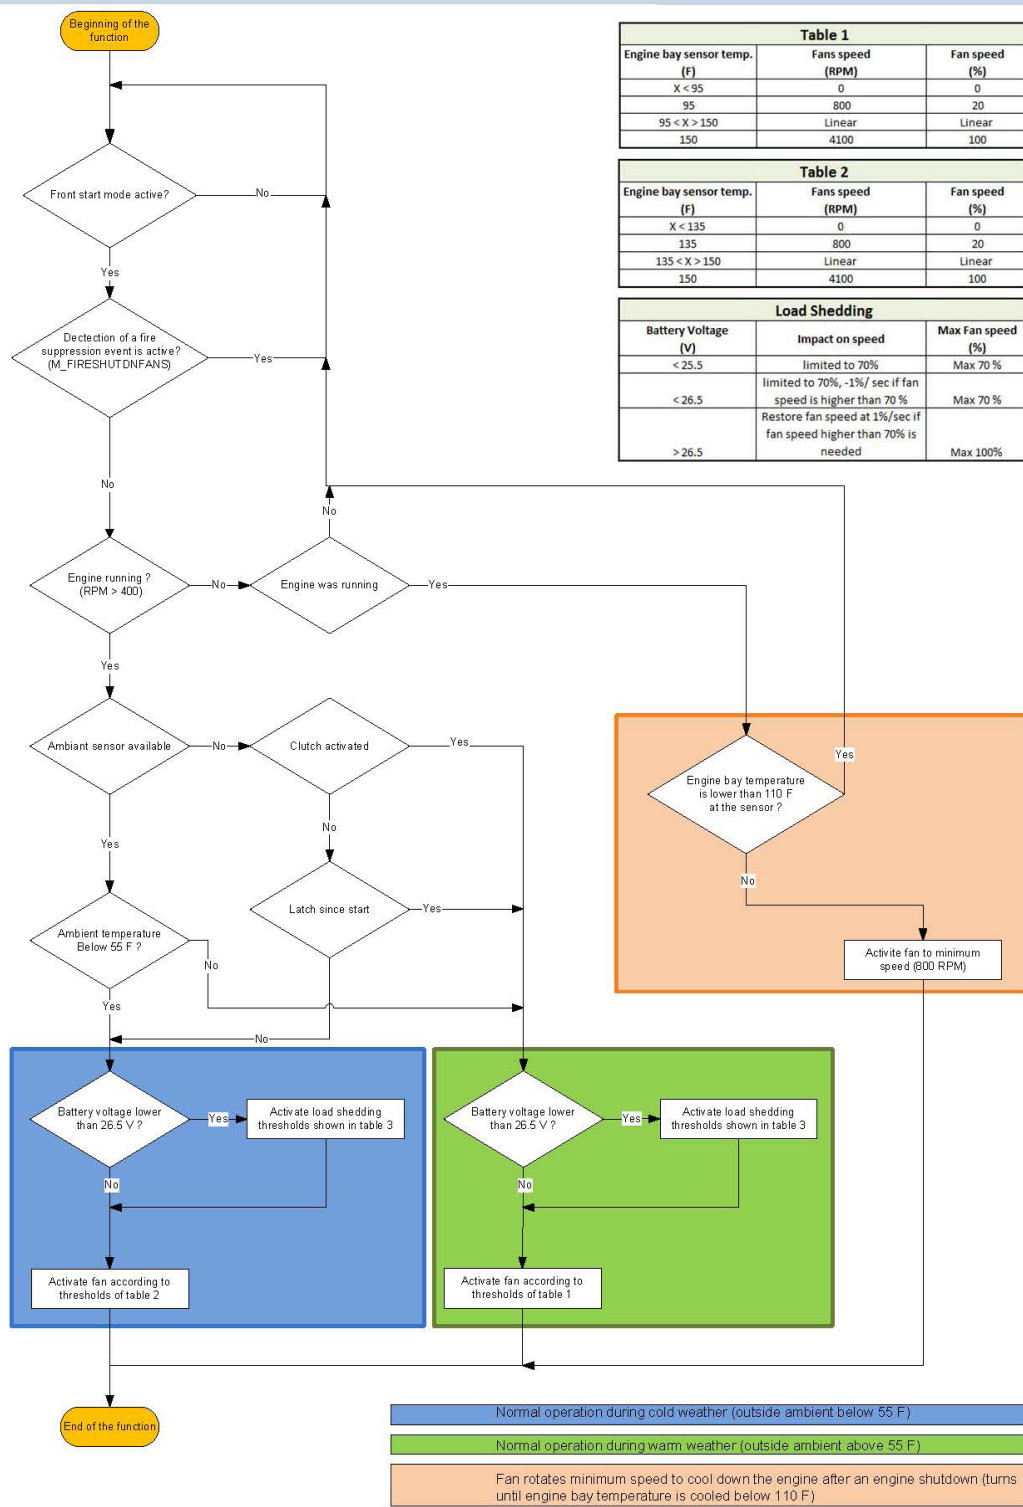 Beginning of the
function
Table 1
Engine bay sensor temp. Fans speed Fan speed
(F) (RPM) (%)
X < 95 0 0
95 800 20
95 < X > 150 Linear Linear
150 4100 100
Front start mode active?
No
Yes
Table 2
Engine bay sensor temp. Fans speed Fan speed
(F) (RPM) (%)
X < 135 0 0
135 800 20
135 < X > 150 Linear Linear
150 4100 100
Dectection of a fire
suppression event is active?
(M_FIRESHUTDNFANS)
Yes
No
Load Shedding
Battery Voltage Impact on speed Max Fan speed
(V) (%)
< 25.5 limited to 70% Max 70 %
limited to 70%, -1%/ sec if fan
< 26.5 speed is higher than 70 % Max 70 %
Restore fan speed at 1%/sec if
fan speed higher than 70% is
> 26.5 needed Max 100%
No
Engine running ?
(RPM > 400)
No
Engine was running
Yes
Yes
Ambiant sensor available
No
Clutch activated
Yes
Yes
Engine bay temperature
is lower than 110 F
at the sensor ?
No
Yes
No
Activite fan to minimum
speed (800 RPM)
Latch since start
Yes
Ambient temperature
Below 55 F ?
No
Yes
No
Battery voltage lower
than 26.5 V ?
Yes
Activate load shedding
thresholds shown in table 3
No
Activate fan according to
thresholds of table 2
Battery voltage lower
than 26.5 V ?
Yes
Activate load shedding
thresholds shown in table 3
No
Activate fan according to
thresholds of table 1
End of the function
Normal operation during cold weather (outside ambient below 55 F)
Normal operation during warm weather (outside ambient above 55 F)
Fan rotates minimum speed to cool down the engine after an engine shutdown (turns
until engine bay temperature is cooled below 110 F)